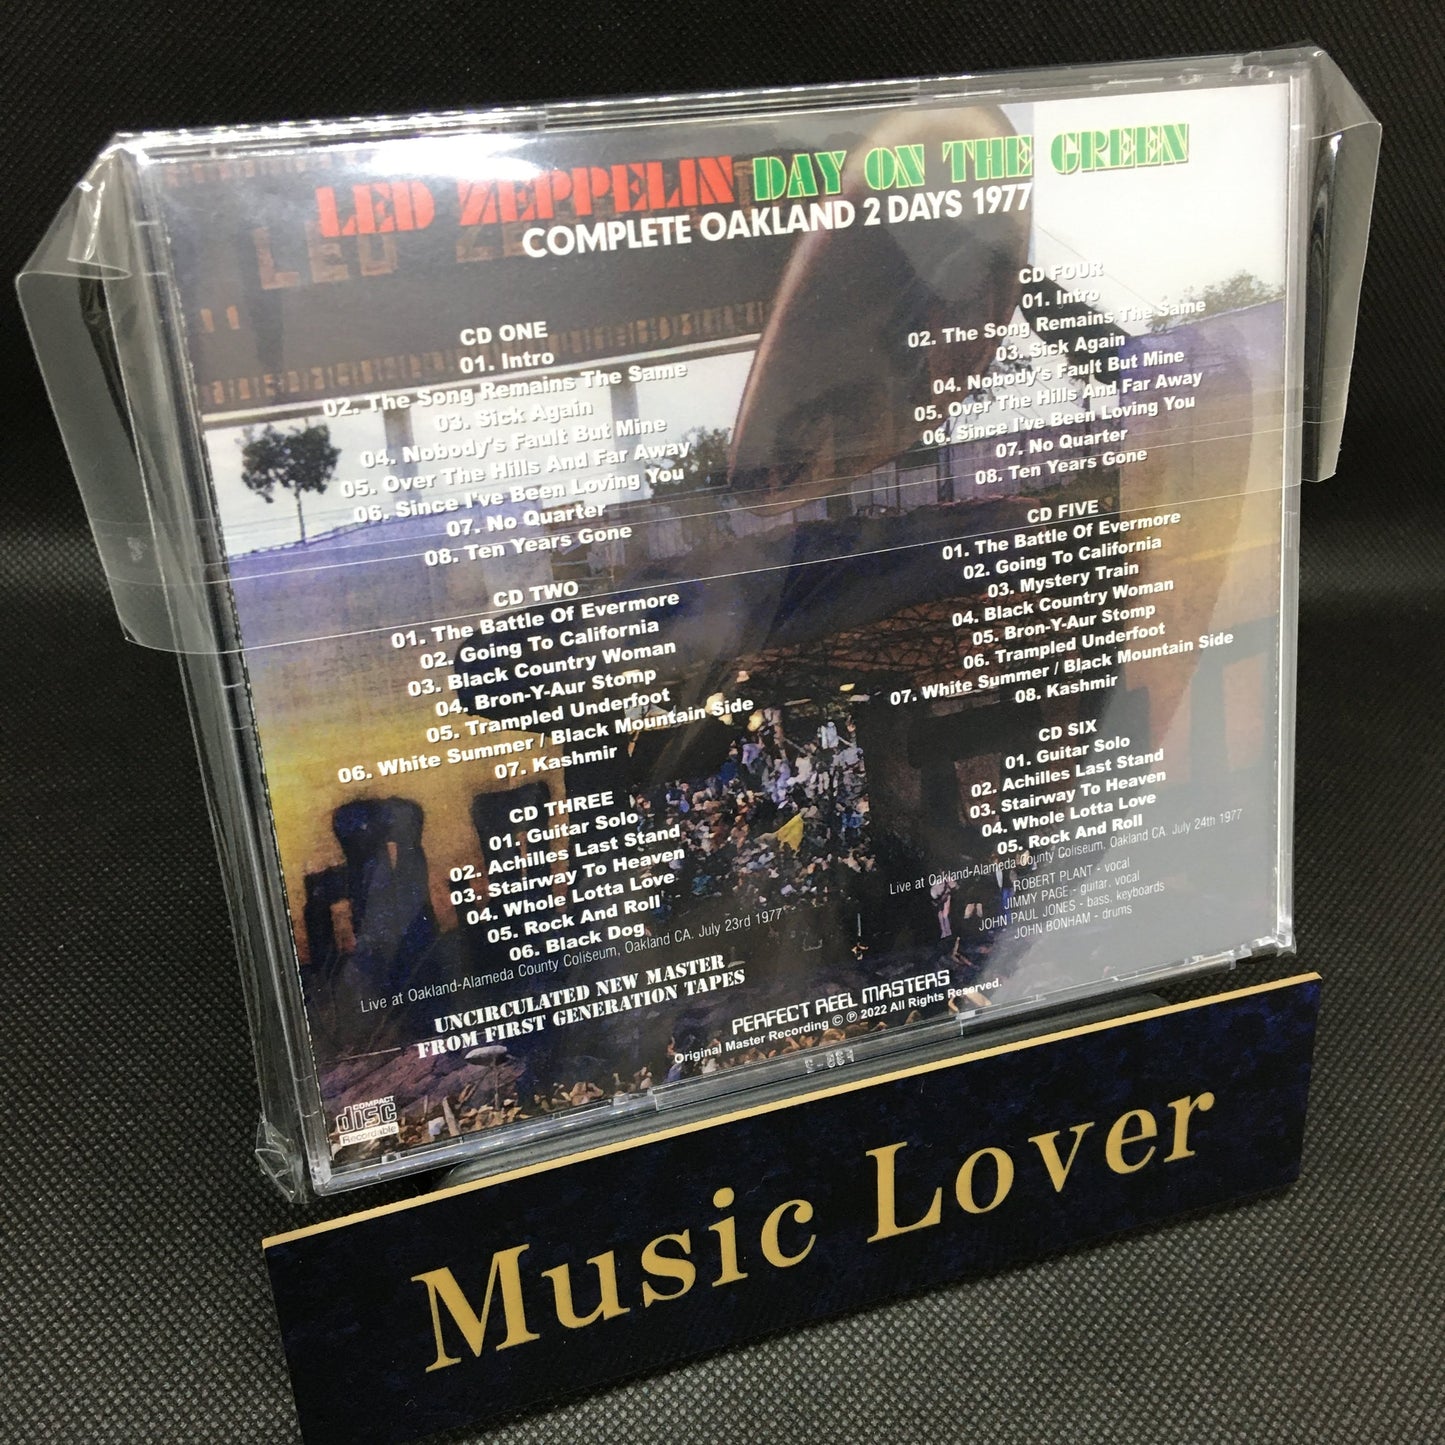 LED ZEPPELIN DAY ON THE GREEN
COMPLETE OAKLAND 2 DAYS 1977
CD ONE
01. Intro
02. The Song Remains The Same
03. Sick Again
04. Nobody's Fault But Mine
05. Over The Hills And Far Away
06. Since I've Been Loving You
07. No Quarter
08. Ten Years Gone
CD TWO
01. The Battle Of Evermore
02. Going To California
03. Black Country Woman
04. Bron-Y-Aur Stomp
05. Trampled Underfoot
06. White Summer / Black Mountain Side
07. Kashmir
CD THREE
01. Guitar Solo
02. Achilles Last Stand
03. Stairway To Heaven
04. Whole Lotta Love
05. Rock And Roll
06. Black Dog
Live at Oakland-Alameda County Coliseum, Oakland CA. July 23rd 1977
UNCIRCULATED NEW MASTER
FROM FIRST GENERATION TAPES
CD FOUR
01. Intro
02. The Song Remains The Same
03. Sick Again
04. Nobody's Fault But Mine
05. Over The Hills And Far Away
06. Since I've Been Loving You
07. No Quarter
08. Ten Years Gone
CD FIVE
01. The Battle Of Evermore
02. Going To California
03. Mystery Train
04. Black Country Woman
05. Bron-Y-Aur Stomp
06. Trampled Underfoot
07. White Summer / Black Mountain Side
08. Kashmir
CD SIX
01. Guitar Solo
02. Achilles Last Stand
03. Stairway To Heaven
04. Whole Lotta Love
05. Rock And Roll
Live at Oakland-Alameda County Coliseum, Oakland CA. July 24th 1977
ROBERT PLANT - vocal
JIMMY PAGE - guitar. vocal
JOHN PAUL JONES - bass. keyboards
JOHN BONHAM - drums
PERFECT REEL MASTERS
Original Master Recording © ℗ 2022 All Rights Reserved.
COMPACT
disc
Recordable
Music Lover